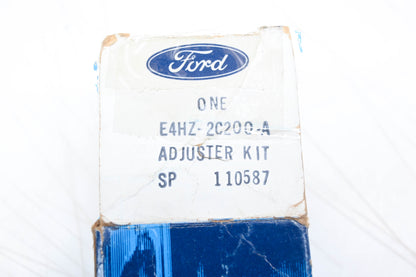 Ford
ONE
E4HZ-2C200-A
ADJUSTER KIT
SP 110587